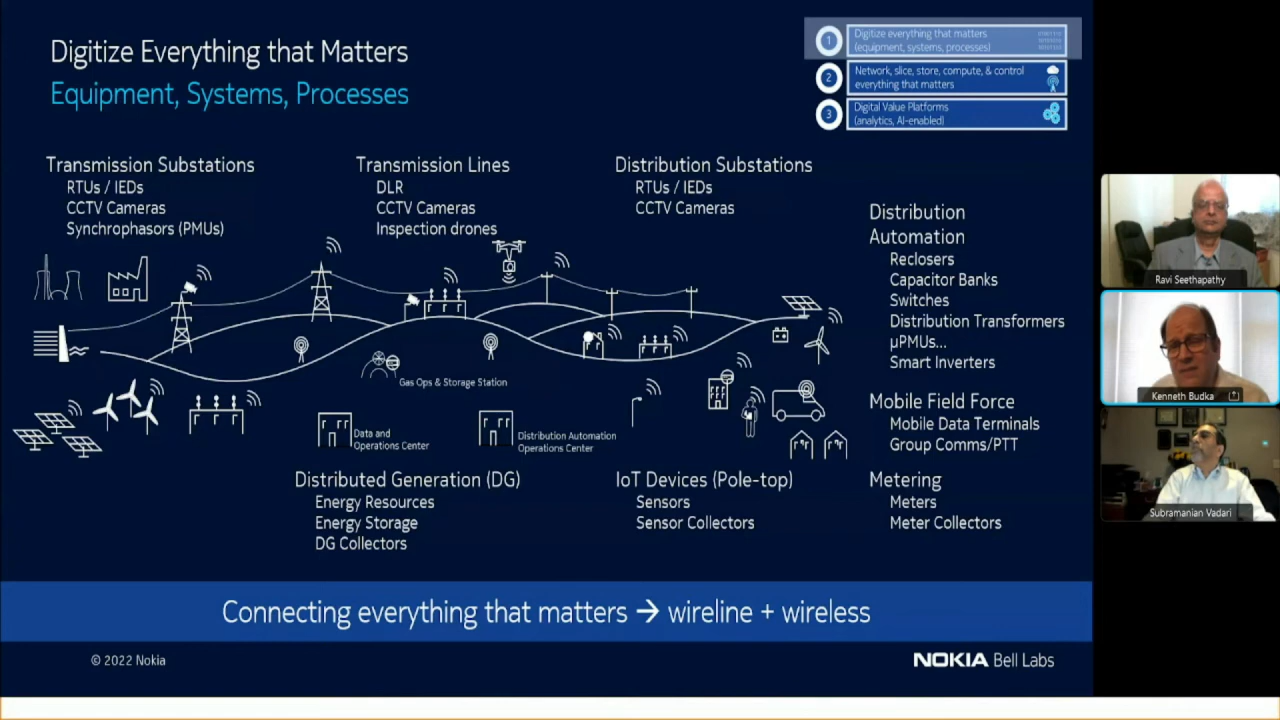 Digitize Everything that Matters
Equipment, Systems, Processes
1
Digitize everything that matters
(equipment, systems, processes)
2
Network, slice, store, compute, & control
everything that matters
3
Digital Value Platforms
(analytics, AI-enabled)
Transmission Substations
RTUs / IEDs
CCTV Cameras
Synchrophasors (PMUs)
Transmission Lines
DLR
CCTV Cameras
Inspection drones
Distribution Substations
RTUs / IEDs
CCTV Cameras
Distribution
Automation
Reclosers
Capacitor Banks
Switches
Distribution Transformers
µPMUs...
Smart Inverters
Gas Ops & Storage Station
Data and
Operations Center
Distribution Automation
Operations Center
Mobile Field Force
Mobile Data Terminals
Group Comms/PTT
Distributed Generation (DG)
Energy Resources
Energy Storage
DG Collectors
IoT Devices (Pole-top)
Sensors
Sensor Collectors
Metering
Meters
Meter Collectors
Connecting everything that matters → wireline + wireless
© 2022 Nokia
NOKIA Bell Labs
Ravi Seethapathy
Kenneth Budka
Subramanian Vadari